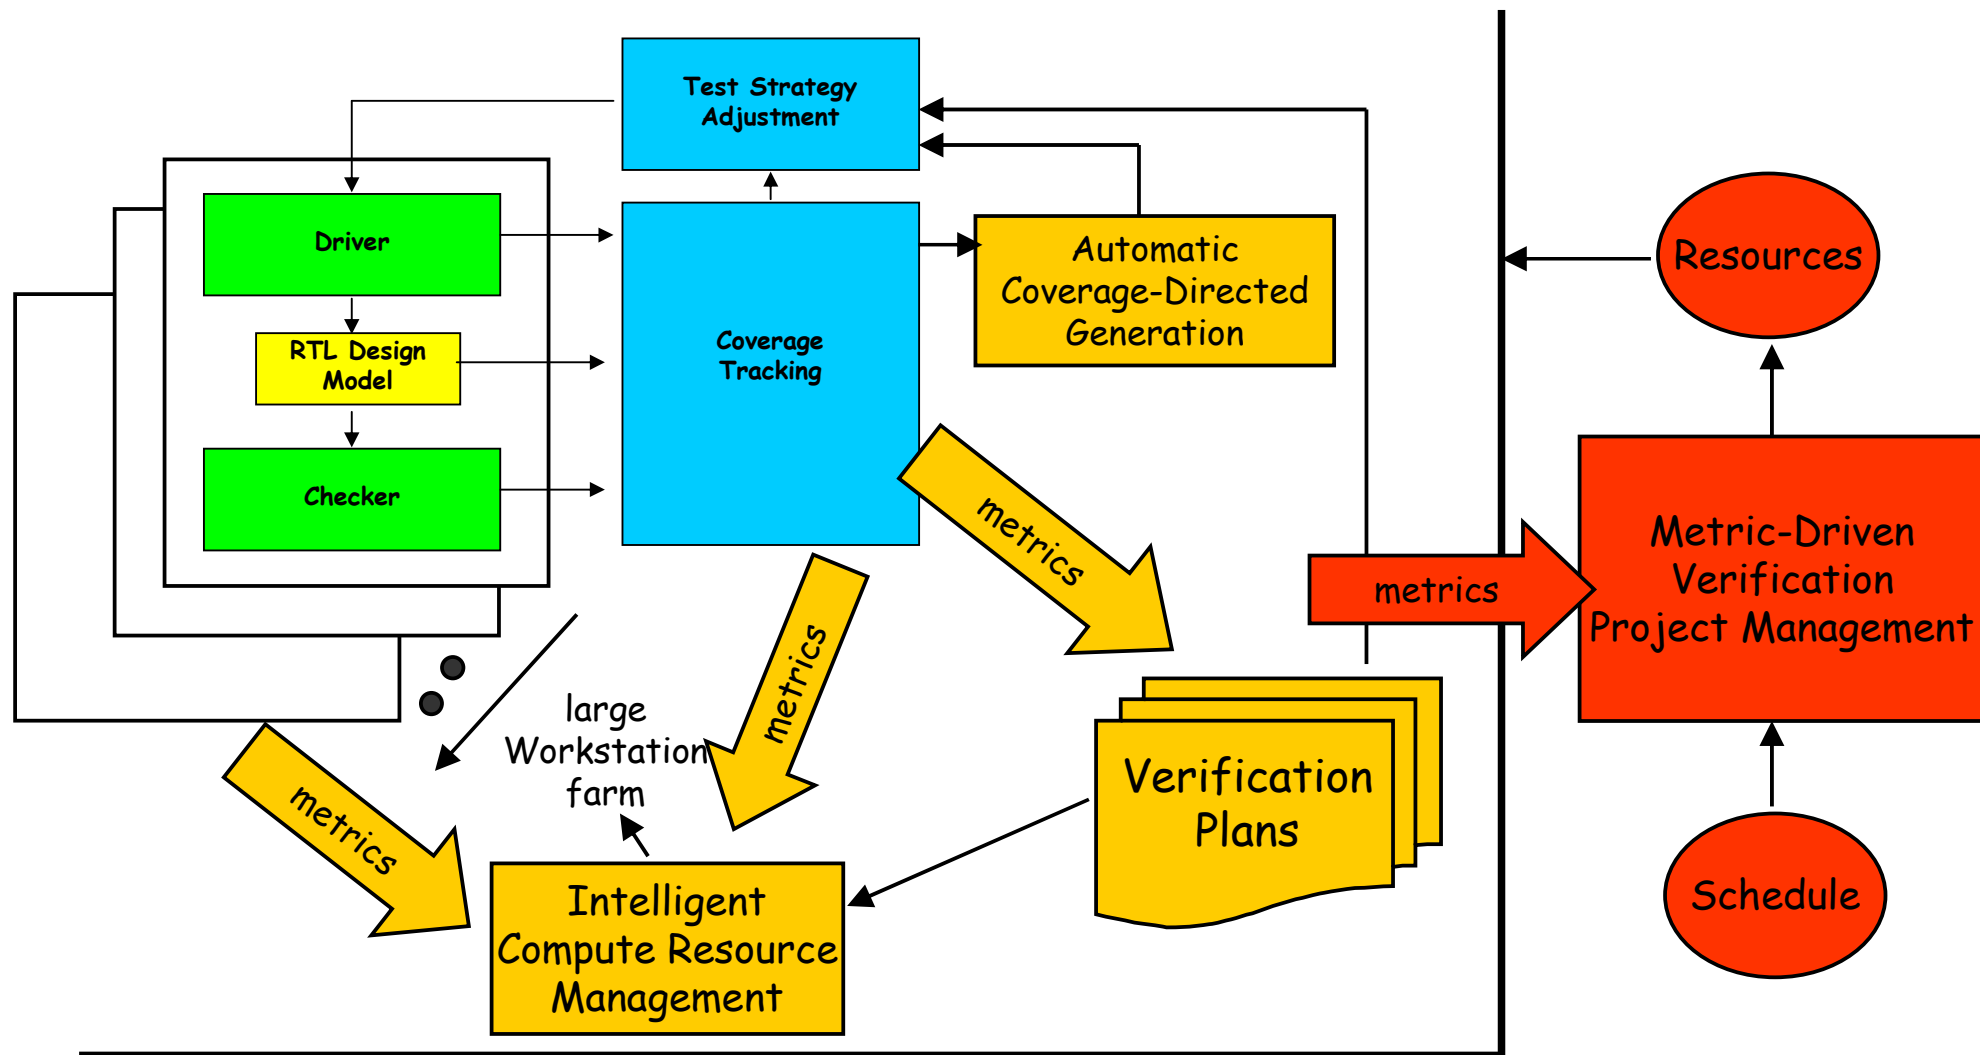 Test Strategy
Adjustment
Driver
RTL Design
Model
Checker
Coverage
Tracking
Automatic
Coverage-Directed
Generation
Resources
metrics
metrics
metrics
metrics
Metric-Driven
Verification
Project Management
large
Workstation
farm
Verification
Plans
Intelligent
Compute Resource
Management
Schedule